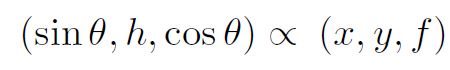 (sin θ, h, cos θ) ∝ (x, y, f)